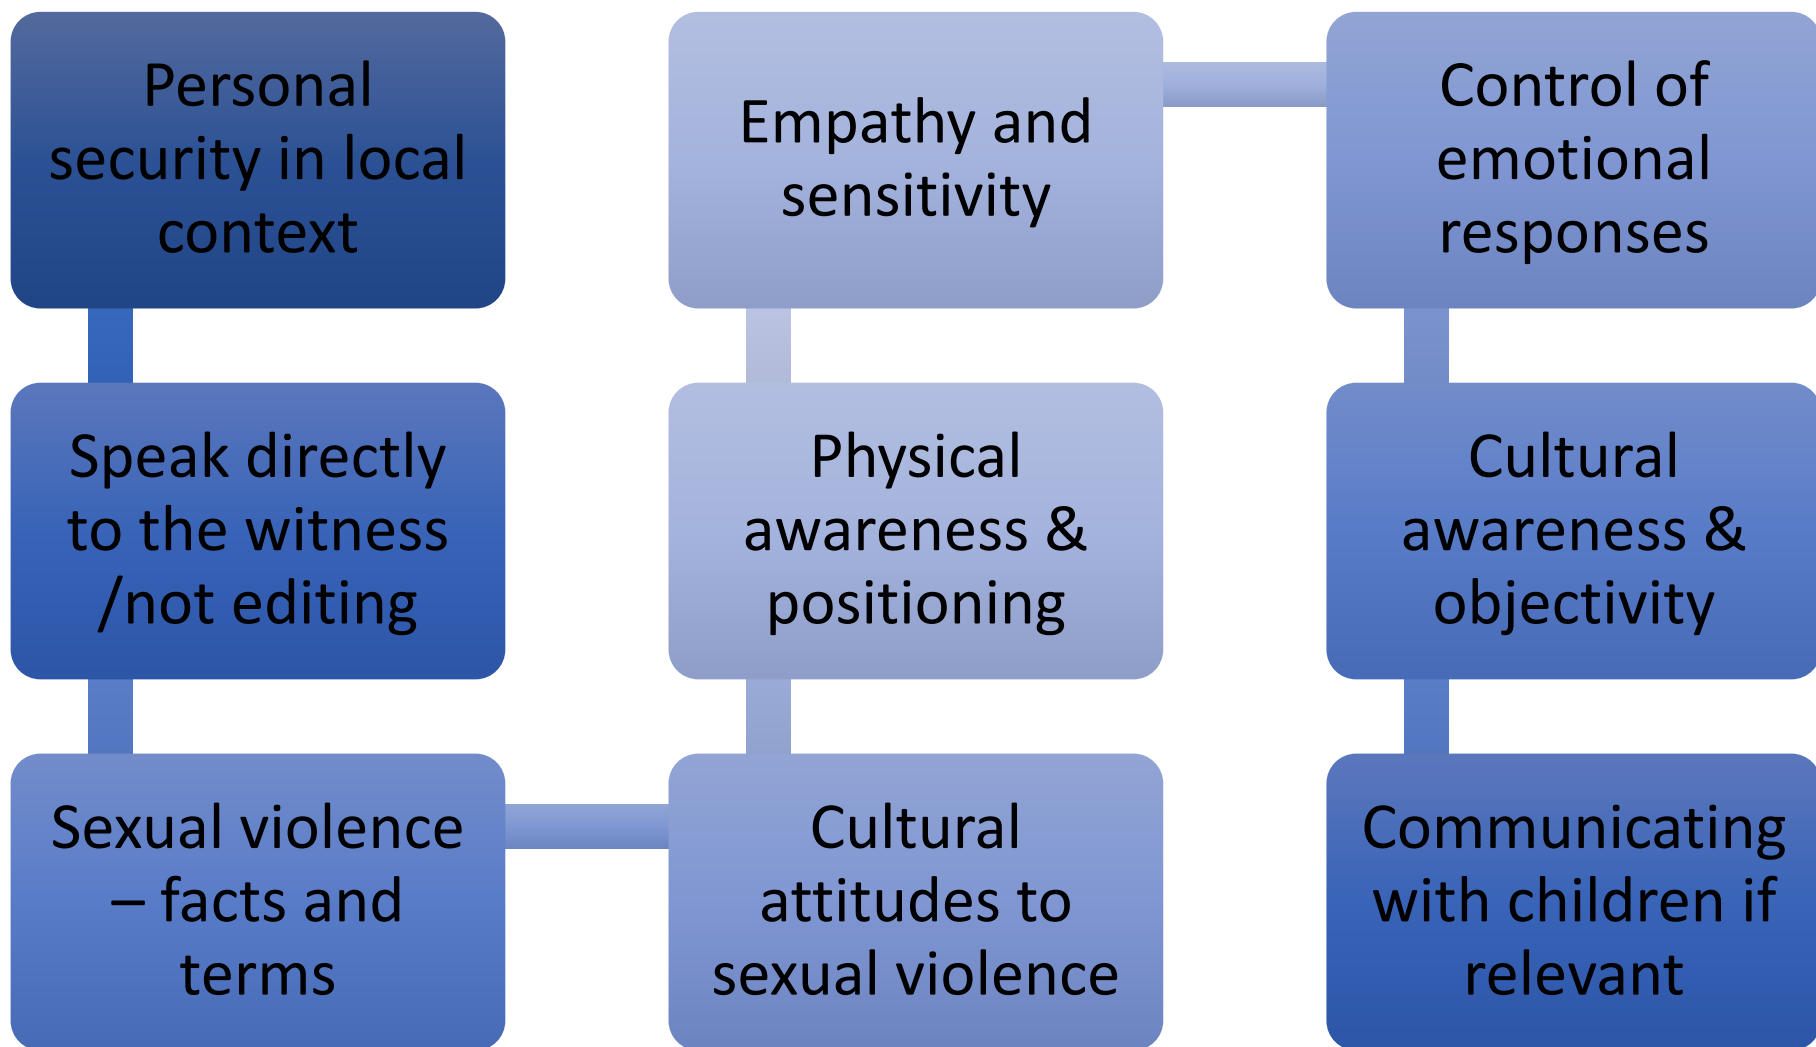 Personal
security in local
context
Speak directly
to the witness
/not editing
Sexual violence
– facts and
terms
Cultural
attitudes to
sexual violence
Physical
awareness &
positioning
Empathy and
sensitivity
Control of
emotional
responses
Cultural
awareness &
objectivity
Communicating
with children if
relevant